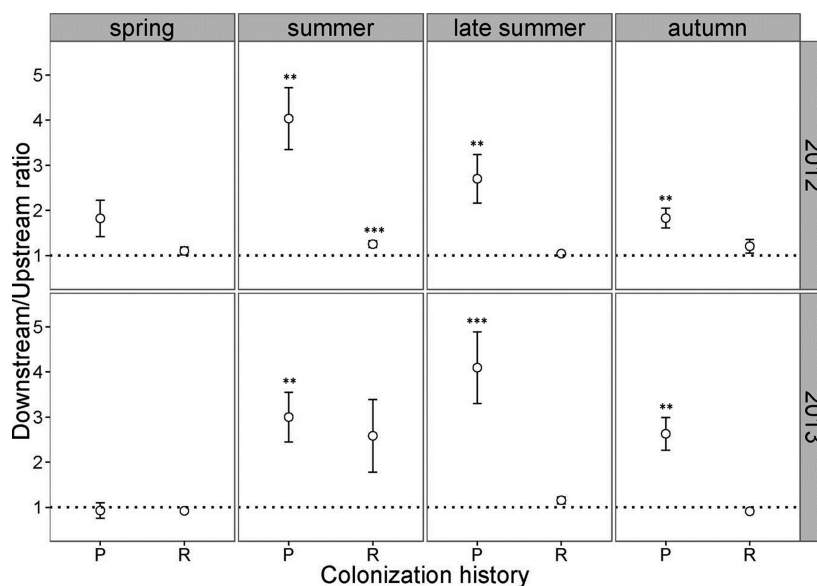 spring summer late summer autumn
Downstream/Upstream ratio
5 ** **
4
3 **
2 ***
1
2012
5 ***
4 **
3 **
2
1
2013
P R P R P R P R
Colonization history